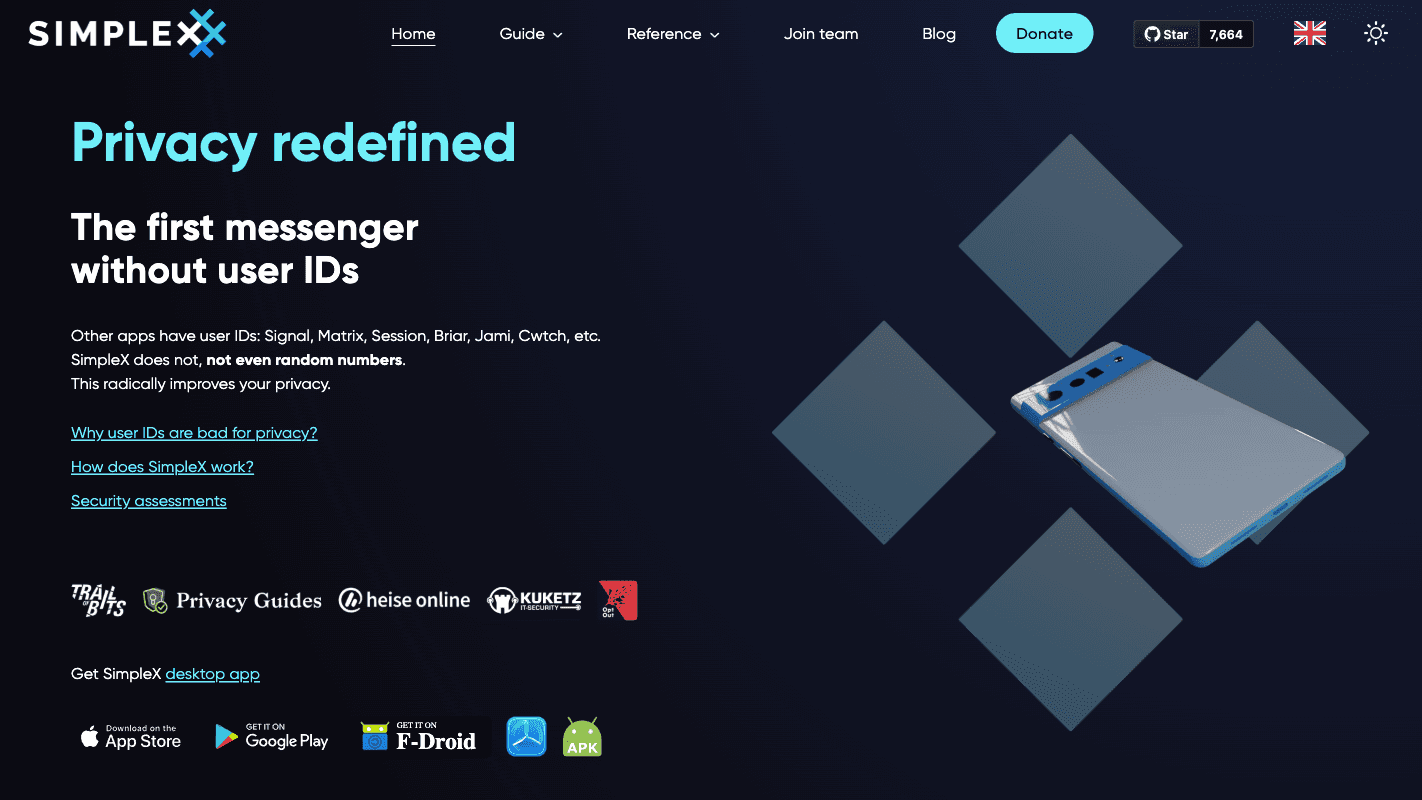 SIMPLEX
Home
Guide
Reference
Join team
Blog
Donate
Star
7,664
Privacy redefined
The first messenger
without user IDs
Other apps have user IDs: Signal, Matrix, Session, Briar, Jami, Cwtch, etc.
SimpleX does not, not even random numbers.
This radically improves your privacy.
Why user IDs are bad for privacy?
How does SimpleX work?
Security assessments
TRAIL OF BITS
Privacy Guides
heise online
KUKETZ
IT-SECURITY
Opt
Out
Get SimpleX desktop app
Download on the
App Store
GET IT ON
Google Play
GET IT ON
F-Droid
APK